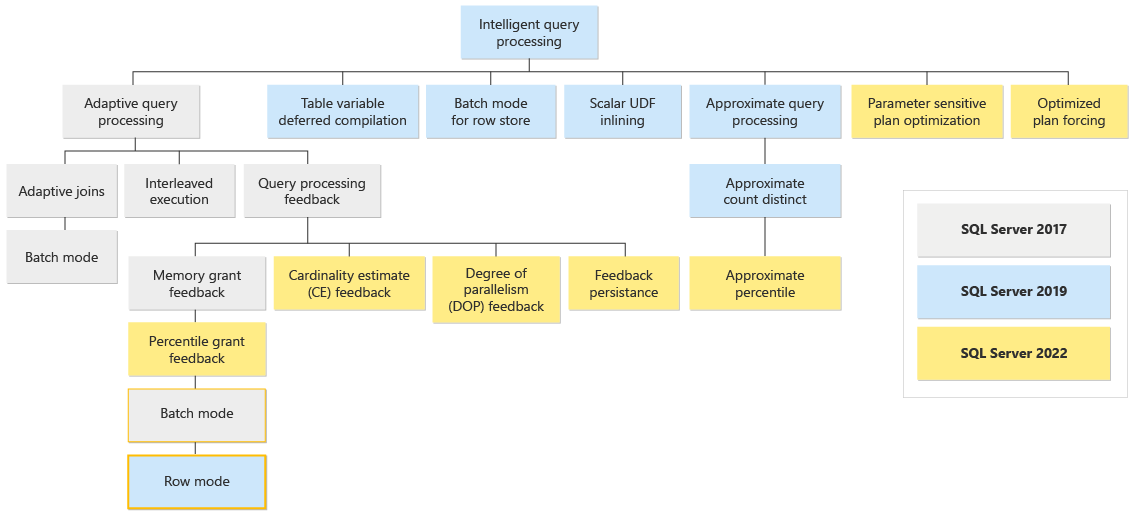 Intelligent query
processing
Adaptive query
processing
Table variable
deferred compilation
Batch mode
for row store
Scalar UDF
inlining
Approximate query
processing
Parameter sensitive
plan optimization
Optimized
plan forcing
Adaptive joins
Interleaved
execution
Query processing
feedback
Approximate
count distinct
Batch mode
Memory grant
feedback
Cardinality estimate
(CE) feedback
Degree of
parallelism
(DOP) feedback
Feedback
persistance
Approximate
percentile
Percentile grant
feedback
Batch mode
Row mode
SQL Server 2017
SQL Server 2019
SQL Server 2022